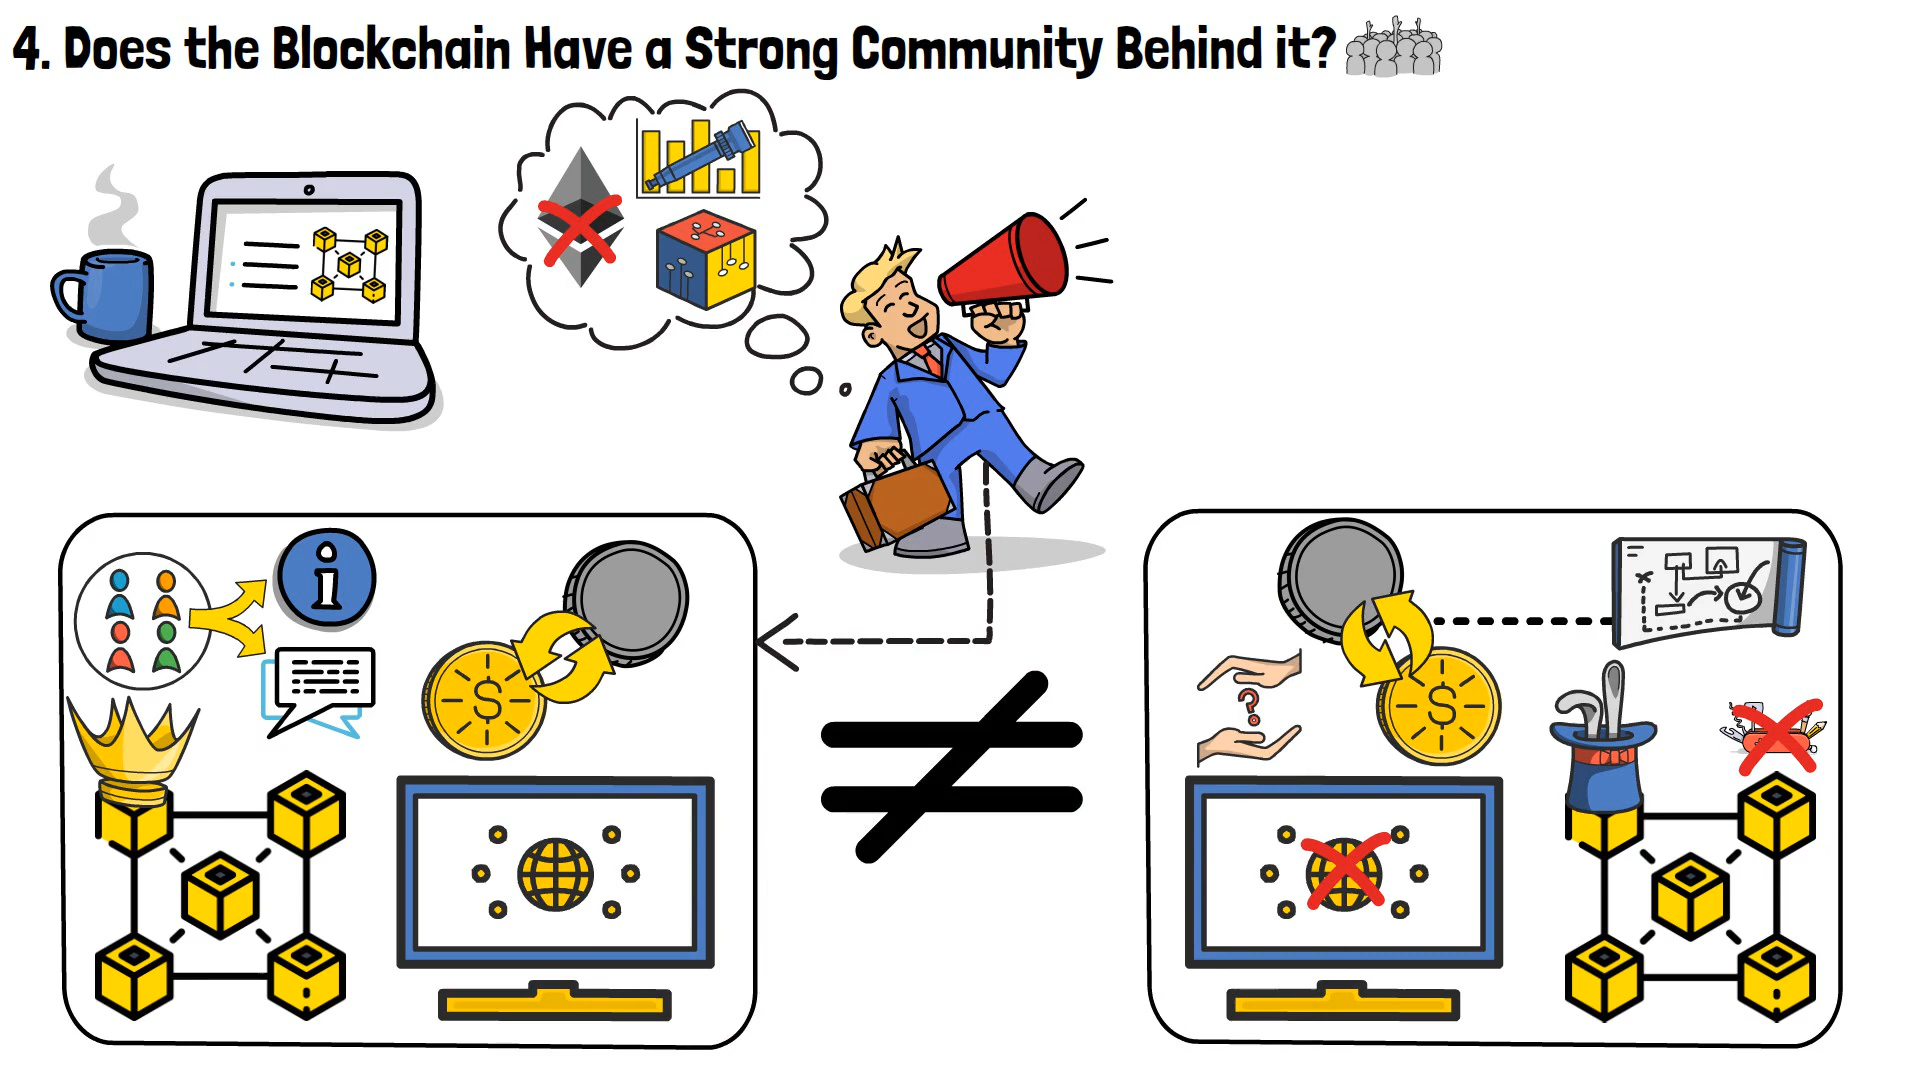 4. Does the Blockchain Have a Strong Community Behind it?
i
$
?
$